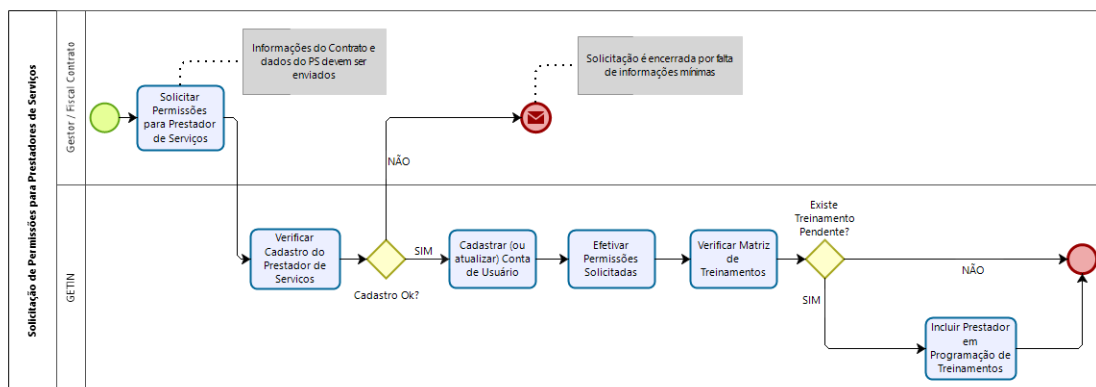 Solicitação de Permissões para Prestadores de Serviços
Gestor / Fiscal Contrato
Informações do Contrato e
dados do PS devem ser
enviados
Solicitação é encerrada por falta
de informações mínimas
Solicitar
Permissões
para Prestador
de Serviços
NÃO
GETIN
Verificar
Cadastro do
Prestador de
Servicos
Cadastro Ok?
SIM
Cadastrar (ou
atualizar) Conta
de Usuário
Efetivar
Permissões
Solicitadas
Verificar Matriz
de
Treinamentos
Existe
Treinamento
Pendente?
NÃO
SIM
Incluir Prestador
em
Programação de
Treinamentos